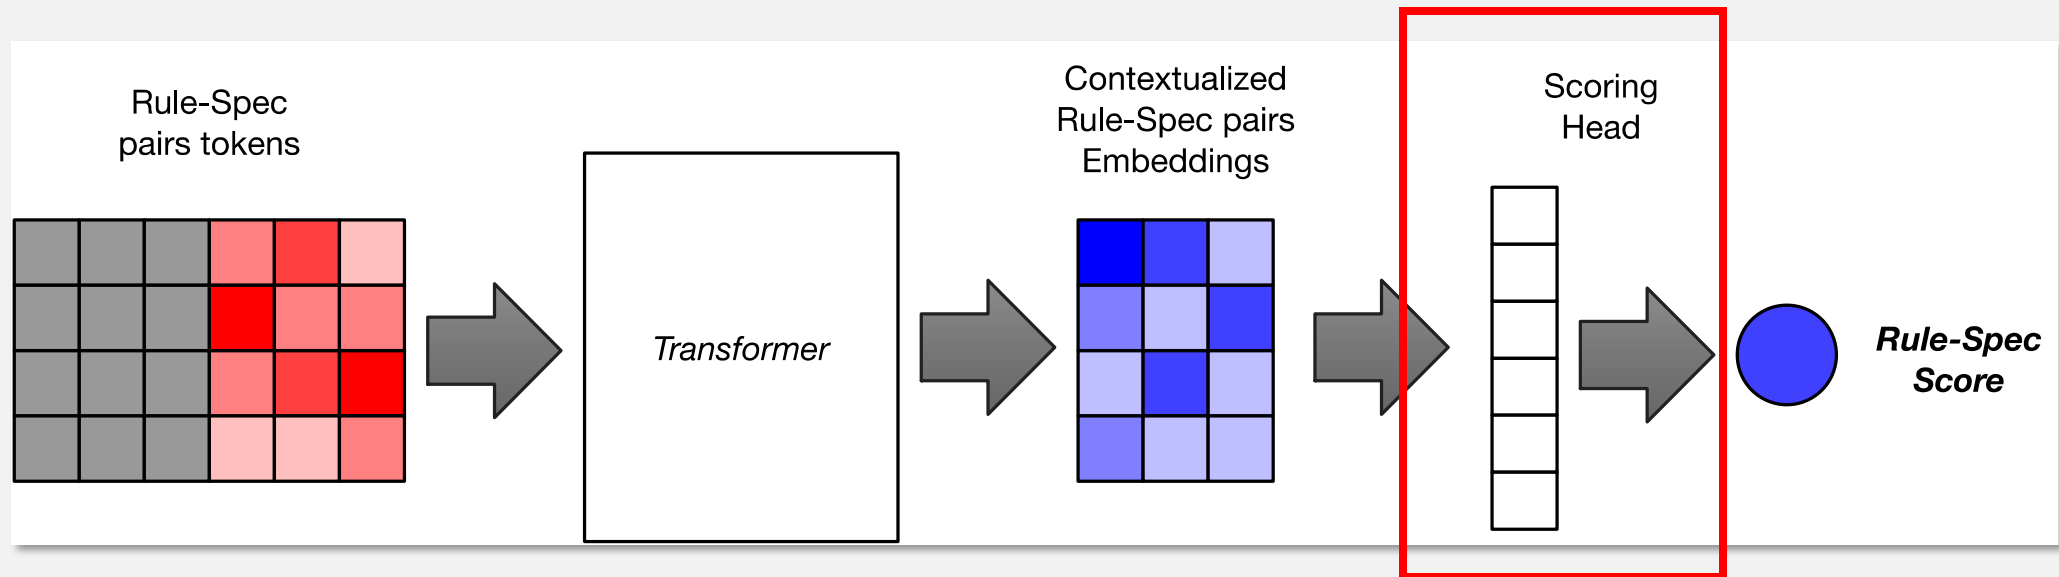 Rule-Spec
pairs tokens
Transformer
Contextualized
Rule-Spec pairs
Embeddings
Scoring
Head
Rule-Spec
Score